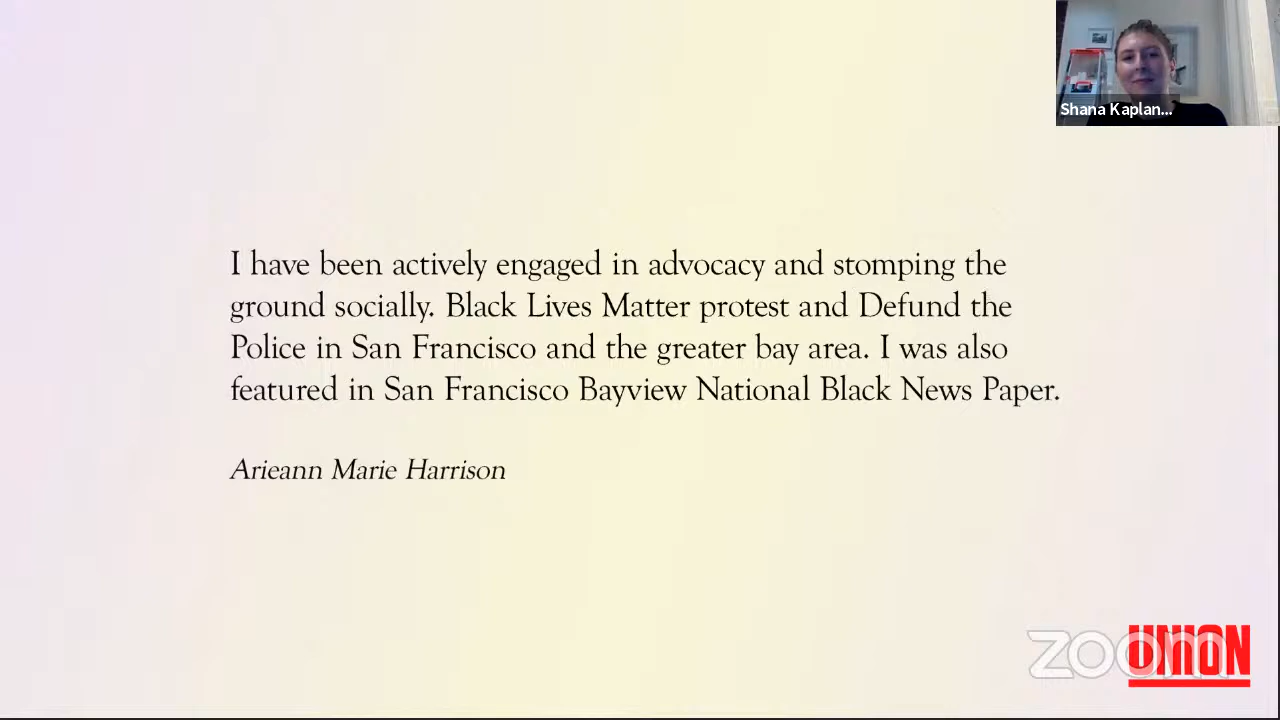 Shana Kaplan...
I have been actively engaged in advocacy and stomping the
ground socially. Black Lives Matter protest and Defund the
Police in San Francisco and the greater bay area. I was also
featured in San Francisco Bayview National Black News Paper.
Arieann Marie Harrison
zoom
UNION